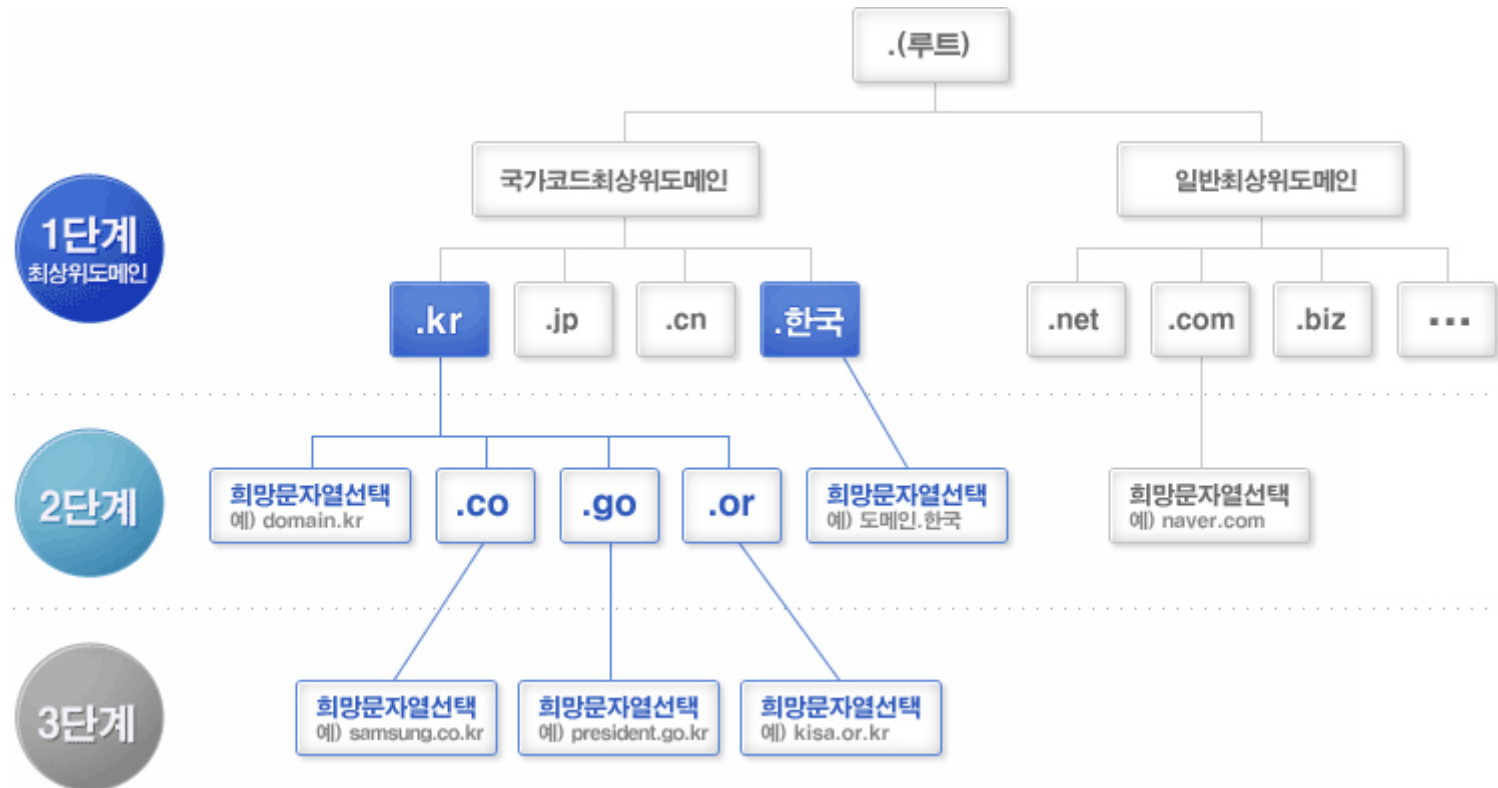 .(루트)
국가코드최상위도메인
일반최상위도메인
1단계
최상위도메인
.kr
.jp
.cn
.한국
.net
.com
.biz
...
2단계
희망문자열선택
예) domain.kr
.co
.go
.or
희망문자열선택
예) 도메인.한국
희망문자열선택
예) naver.com
3단계
희망문자열선택
예) samsung.co.kr
희망문자열선택
예) president.go.kr
희망문자열선택
예) kisa.or.kr